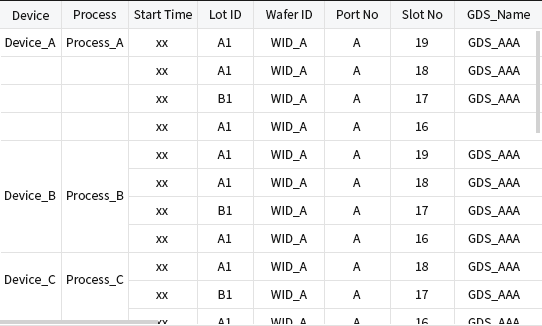 Device Process Start Time Lot ID Wafer ID Port No Slot No GDS_Name
Device_A Process_A xx A1 WID_A A 19 GDS_AAA
xx A1 WID_A A 18 GDS_AAA
xx B1 WID_A A 17 GDS_AAA
xx A1 WID_A A 16
Device_B Process_B xx A1 WID_A A 19 GDS_AAA
xx A1 WID_A A 18 GDS_AAA
xx B1 WID_A A 17 GDS_AAA
xx A1 WID_A A 16 GDS_AAA
Device_C Process_C xx A1 WID_A A 18 GDS_AAA
xx B1 WID_A A 17 GDS_AAA
xx A1 WID_A A 16 GDS_AAA